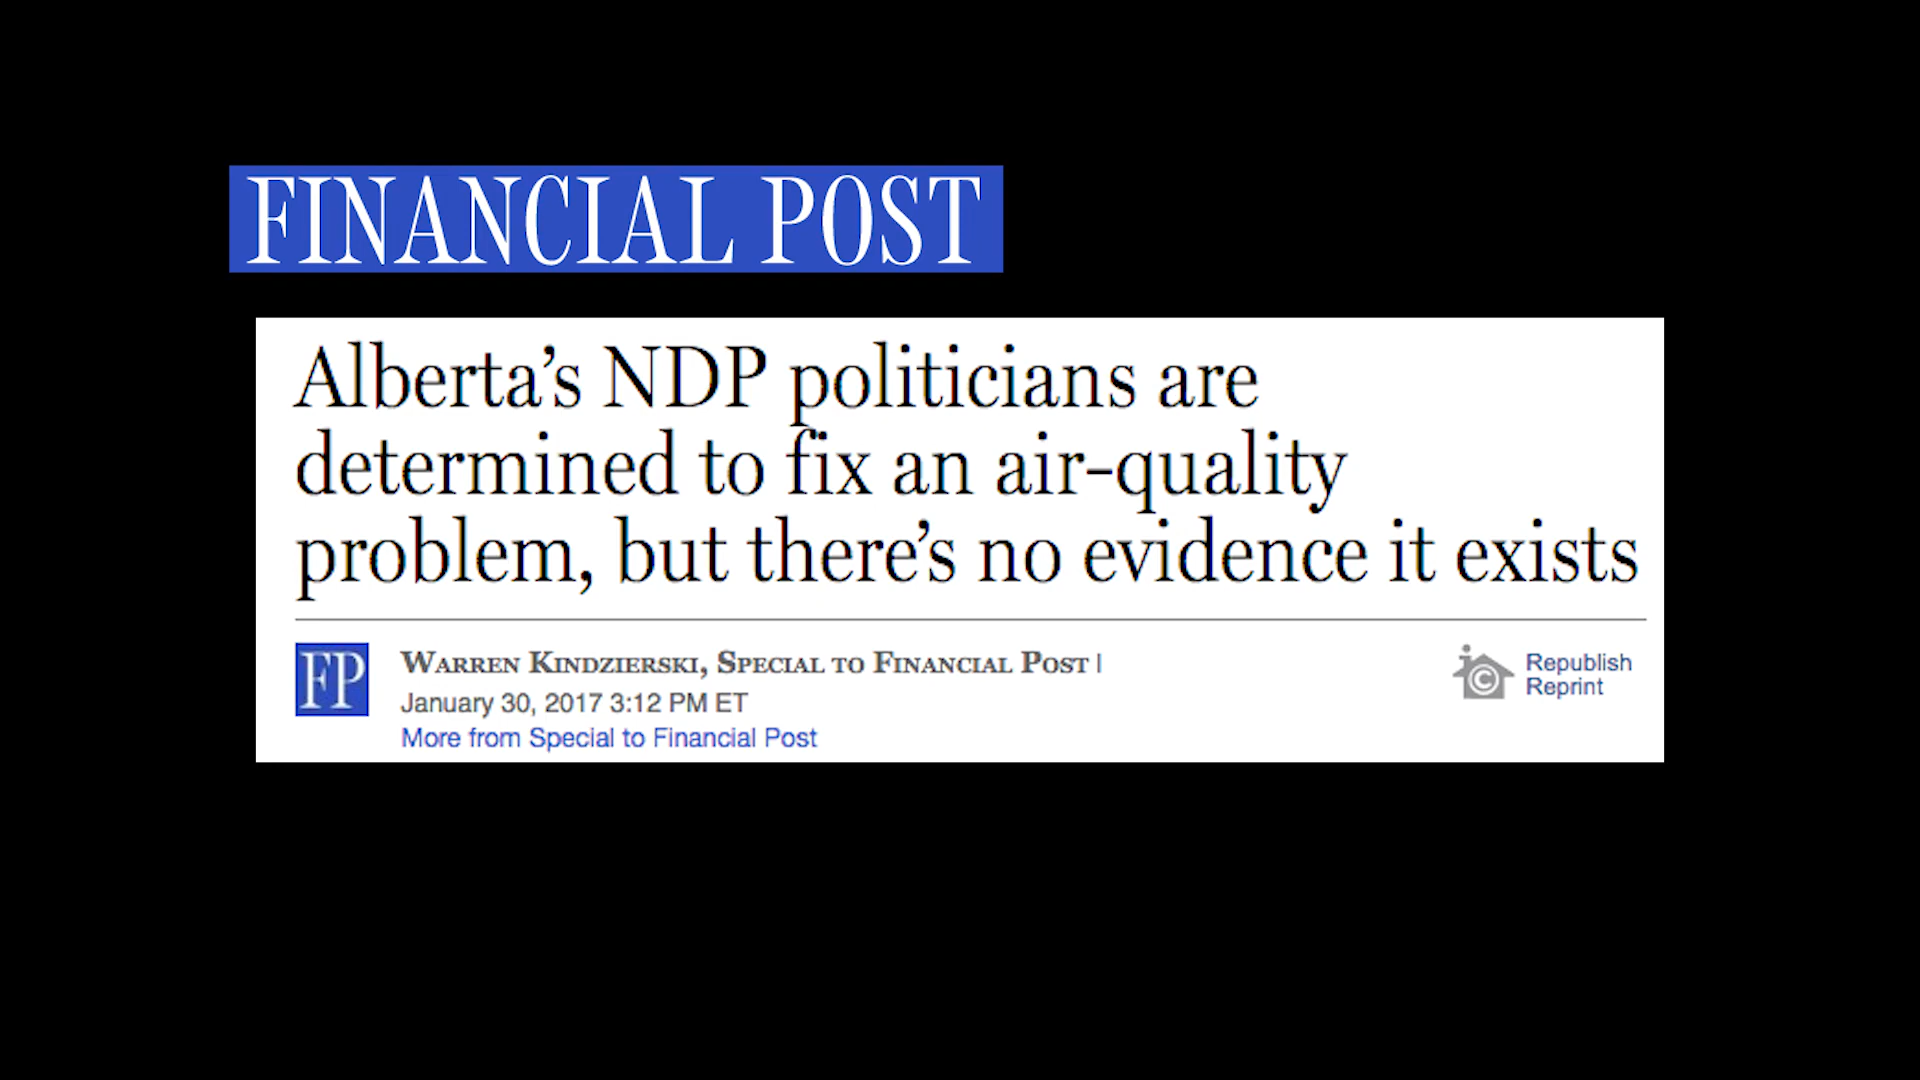 FINANCIAL POST
Alberta’s NDP politicians are
determined to fix an air-quality
problem, but there’s no evidence it exists
FP
WARREN KINDZIERSKI, SPECIAL TO FINANCIAL POST |
January 30, 2017 3:12 PM ET
More from Special to Financial Post
©
Republish
Reprint